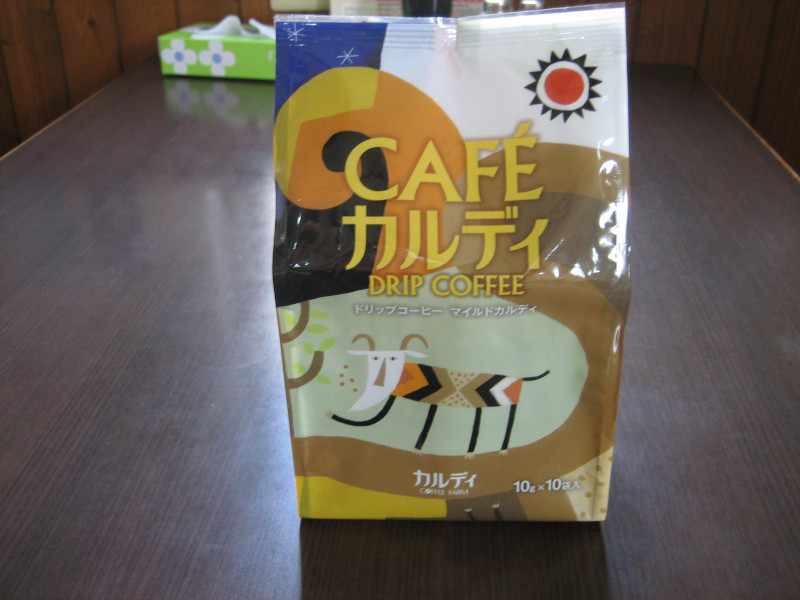 CAFÉ
カルディ
DRIP COFFEE
ドリップコーヒー マイルドカルディ
カルディ
COFFEE FARM
10g×10袋入